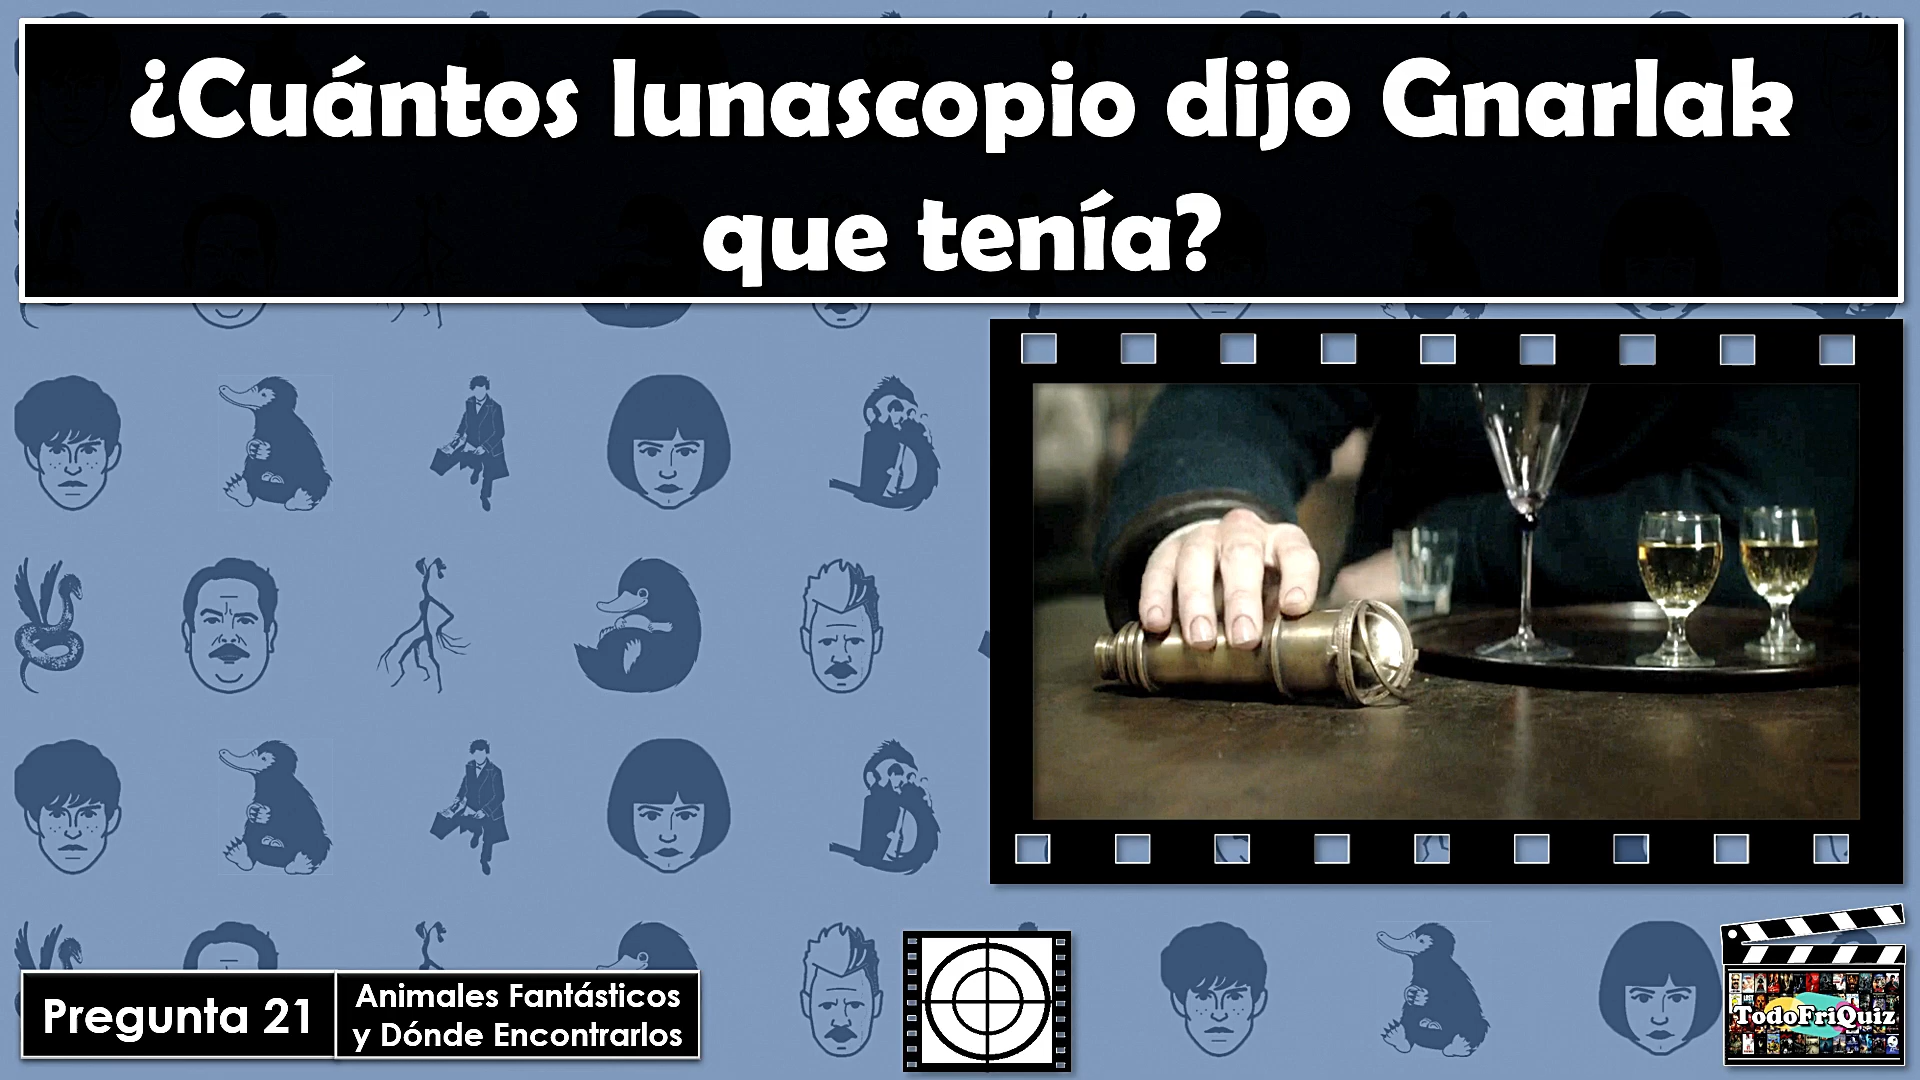 ¿Cuántos lunascopio dijo Gnarlak
que tenía?
Pregunta 21
Animales Fantásticos
y Dónde Encontrarlos
TodoFriQuiz